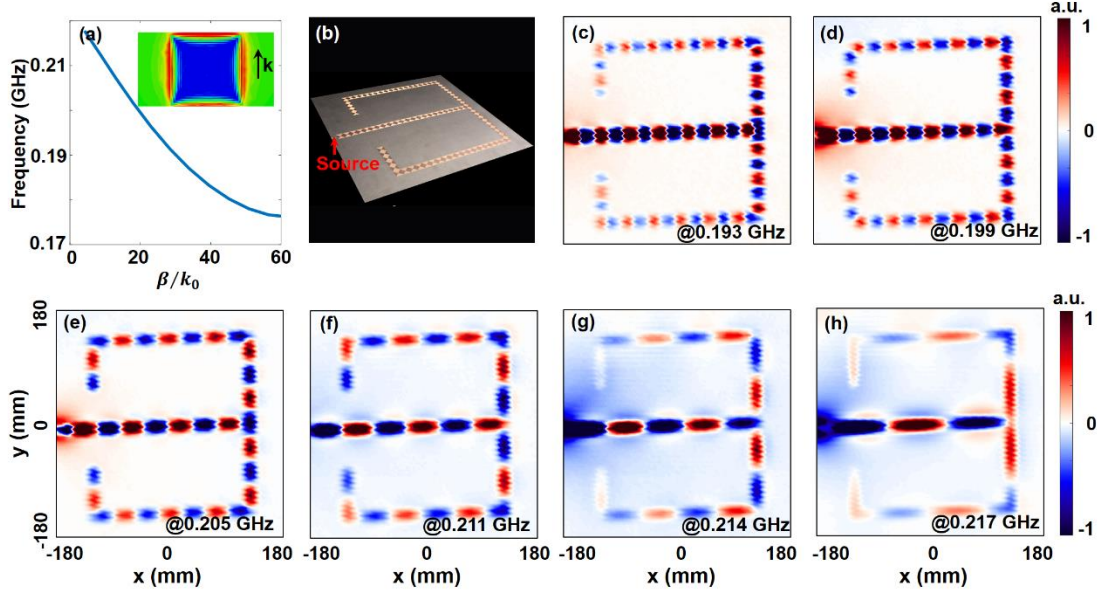 (a)
k
0.21
0.19
0.17
Frequency (GHz)
0 20 40 60
β/k₀
(b)
Source
(c)
@0.193 GHz
(d)
@0.199 GHz
a.u.
1
0
-1
(e)
@0.205 GHz
180
0
-180
y (mm)
-180 0 180
x (mm)
(f)
@0.211 GHz
-180 0 180
x (mm)
(g)
@0.214 GHz
-180 0 180
x (mm)
(h)
@0.217 GHz
-180 0 180
x (mm)
a.u.
1
0
-1